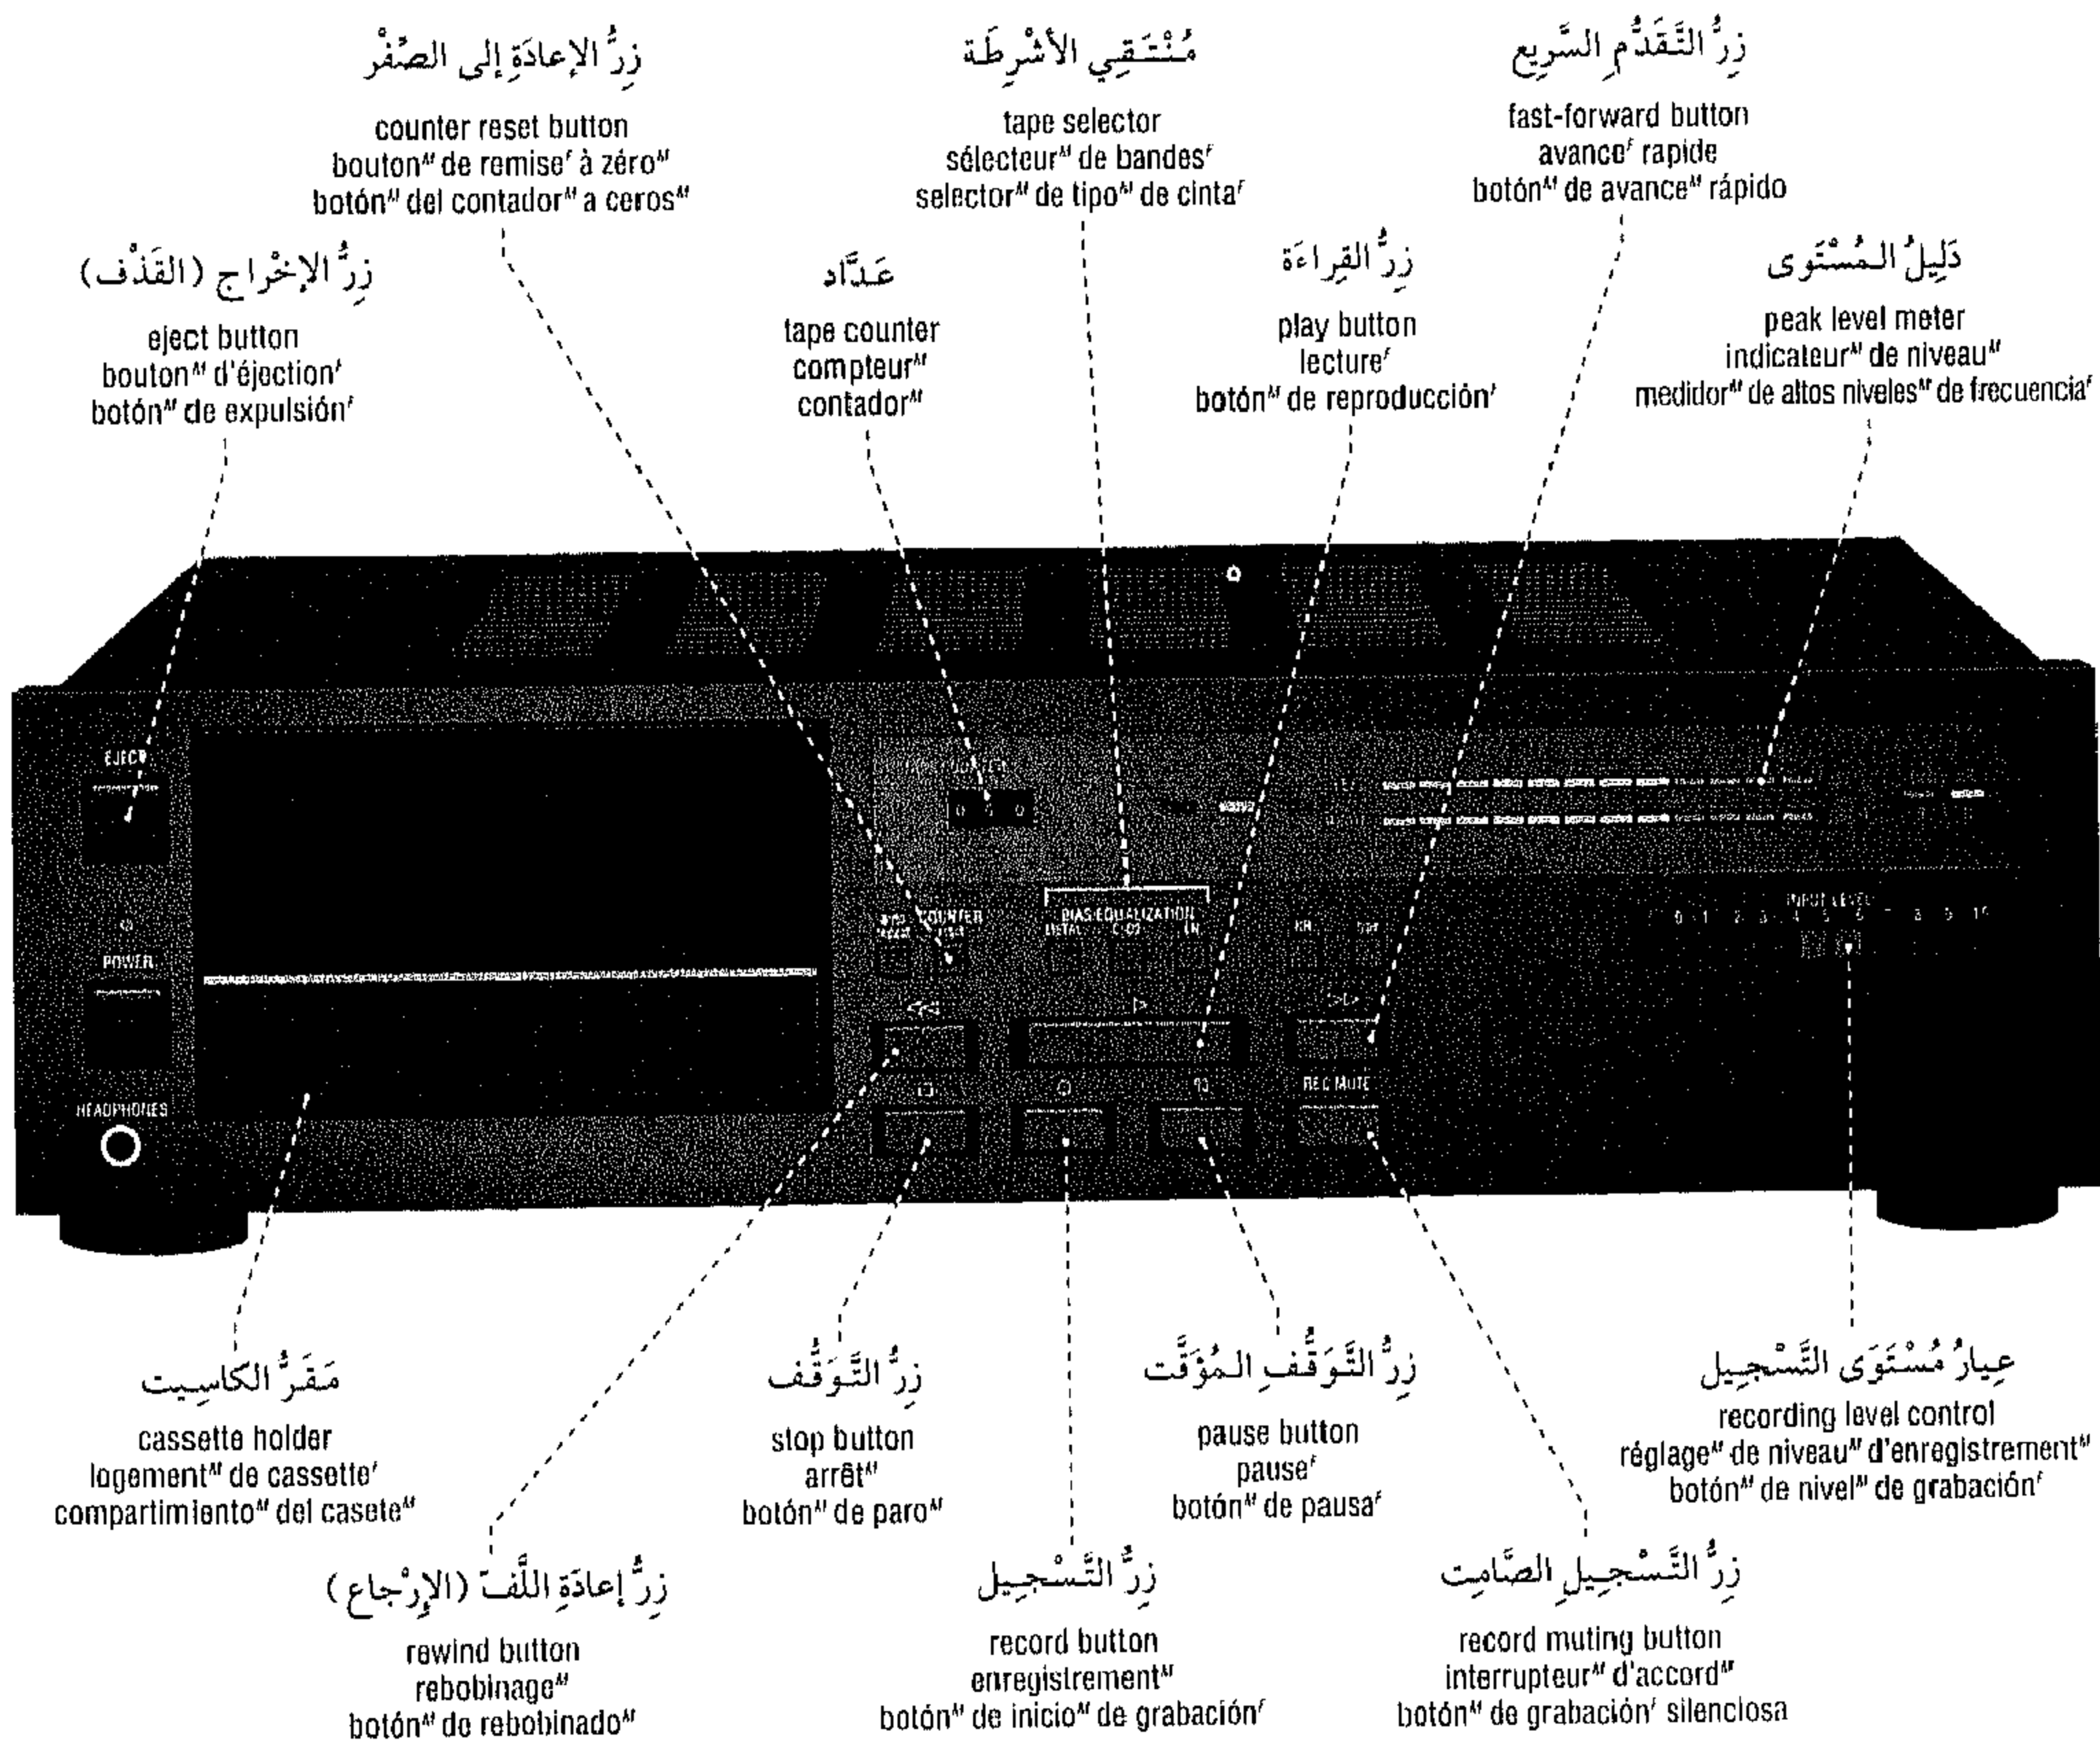 زِرُّ الإعادَةِ إلى الصِّفْر
counter reset button
boutonᴹ de remiseᶠ à zéroᴹ
botónᴹ del contadorᴹ a cerosᴹ
مُنْتَقِي الأشْرِطَة
tape selector
sélecteurᴹ de bandesᶠ
selectorᴹ de tipoᴹ de cintaᶠ
زِرُّ التَّقَدُّمِ السَّرِيع
fast-forward button
avanceᶠ rapide
botónᴹ de avanceᴹ rápido
زِرُّ الإخْراج (القَذْف)
eject button
boutonᴹ d'éjectionᶠ
botónᴹ de expulsiónᶠ
عَدَّاد
tape counter
compteurᴹ
contadorᴹ
زِرُّ القِراءَة
play button
lectureᶠ
botónᴹ de reproducciónᶠ
دَلِيلُ المُسْتَوى
peak level meter
indicateurᴹ de niveauᴹ
medidorᴹ de altos nivelesᴹ de frecuenciaᶠ
EJECT
POWER
HEADPHONES
0 0 0
COUNTER
BIAS/EQUALIZATION
METAL
INPUT LEVEL
0 1 2 3 4 5 6 7 8 9 10
REC MUTE
مَقَرُّ الكاسِيت
cassette holder
logementᴹ de cassetteᶠ
compartimientoᴹ del caseteᴹ
زِرُّ التَّوَقُّف
stop button
arrêtᴹ
botónᴹ de paroᴹ
زِرُّ التَّوَقُّفِ المُؤَقَّت
pause button
pauseᶠ
botónᴹ de pausaᶠ
عِيارُ مُسْتَوَى التَّسْجِيل
recording level control
réglageᴹ de niveauᴹ d'enregistrementᴹ
botónᴹ de nivelᴹ de grabaciónᶠ
زِرُّ إعادَةِ اللَّفّ (الإرْجاع)
rewind button
rebobinageᴹ
botónᴹ de rebobinadoᴹ
زِرُّ التَّسْجِيل
record button
enregistrementᴹ
botónᴹ de inicioᴹ de grabaciónᶠ
زِرُّ التَّسْجِيلِ الصَّامِت
record muting button
interrupteurᴹ d'accordᴹ
botónᴹ de grabaciónᶠ silenciosa